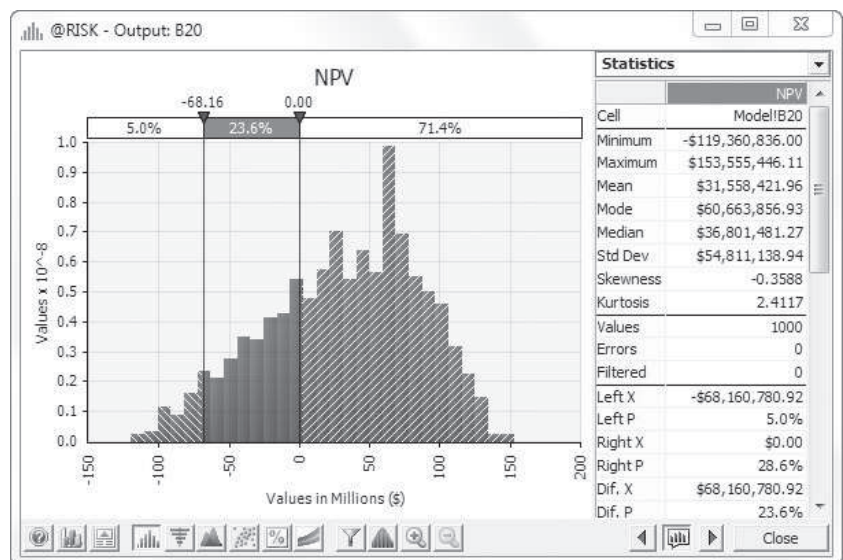 @RISK - Output: B20
NPV
-68.16 0.00
5.0% 23.6% 71.4%
1.0
0.9
0.8
0.7
0.6
0.5
0.4
0.3
0.2
0.1
0.0
Values x 10^-8
-150 -100 -50 0 50 100 150 200
Values in Millions ($)
Statistics
NPV
Cell Model!B20
Minimum -$119,360,836.00
Maximum $153,555,446.11
Mean $31,558,421.96
Mode $60,663,856.93
Median $36,801,481.27
Std Dev $54,811,138.94
Skewness -0.3588
Kurtosis 2.4117
Values 1000
Errors 0
Filtered 0
Left X -$68,160,780.92
Left P 5.0%
Right X $0.00
Right P 28.6%
Dif. X $68,160,780.92
Dif. P 23.6%
Close